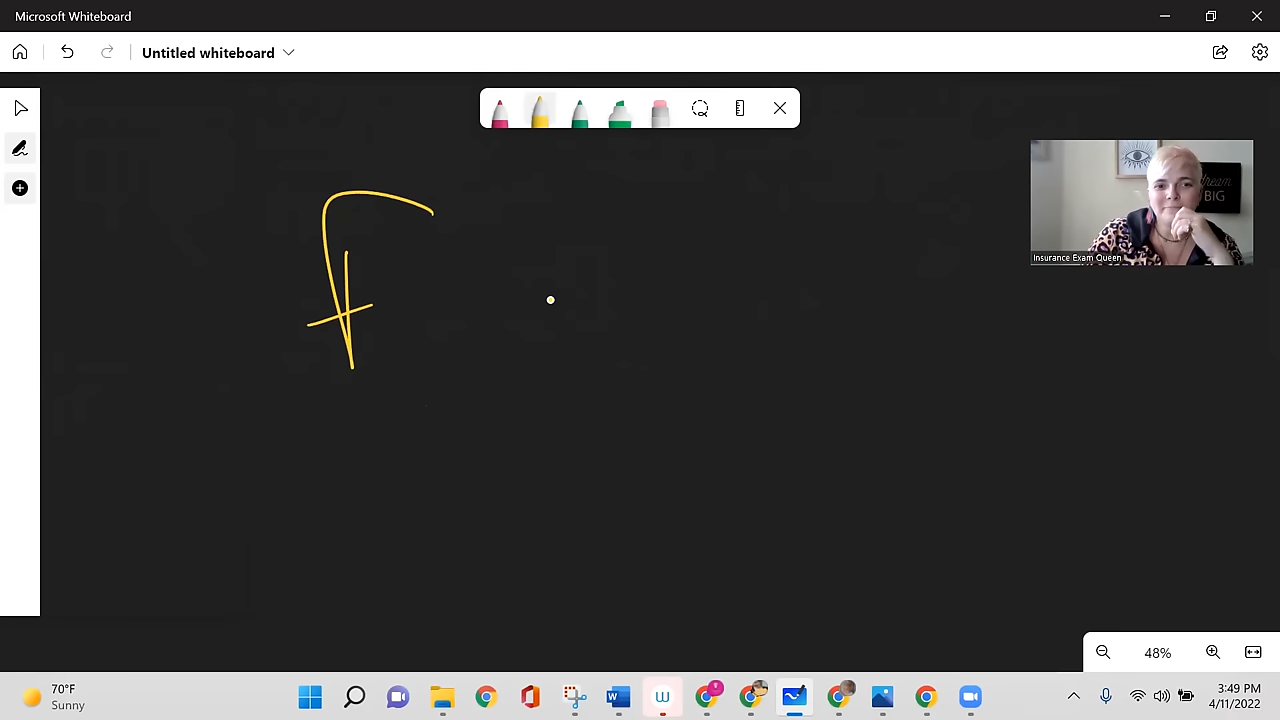 Microsoft Whiteboard
Untitled whiteboard
dream
BIG
Insurance Exam Queen
f
48%
70°F
Sunny
3:49 PM
4/11/2022